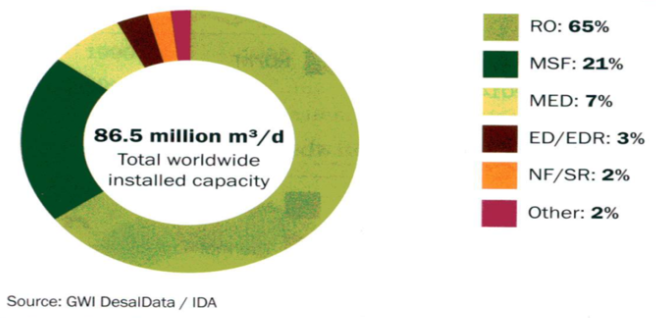 86.5 million m³/d
Total worldwide
installed capacity
RO: 65%
MSF: 21%
MED: 7%
ED/EDR: 3%
NF/SR: 2%
Other: 2%
Source: GWI DesalData / IDA